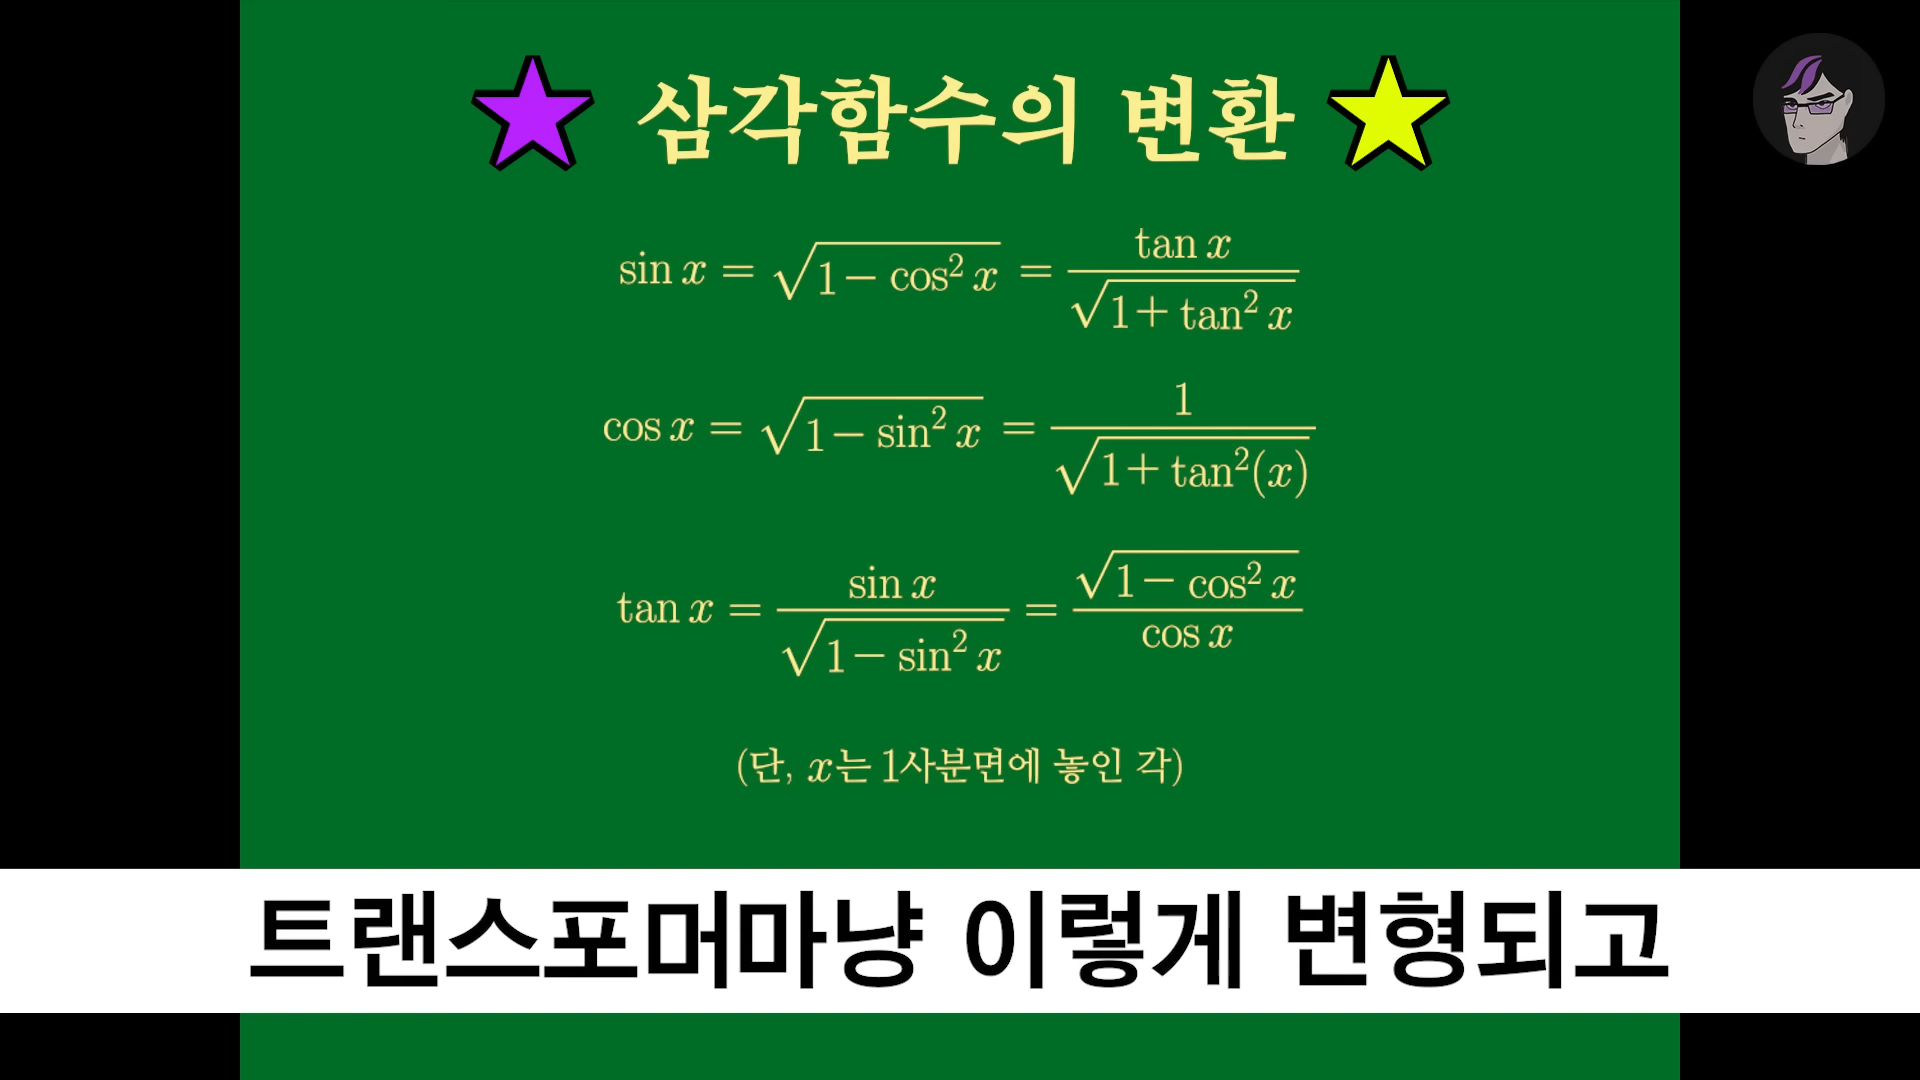 삼각함수의 변환
sin x = √(1 − cos² x) = tan x / √(1 + tan² x)
cos x = √(1 − sin² x) = 1 / √(1 + tan²(x))
tan x = sin x / √(1 − sin² x) = √(1 − cos² x) / cos x
(단, x는 1사분면에 놓인 각)
트랜스포머마냥 이렇게 변형되고